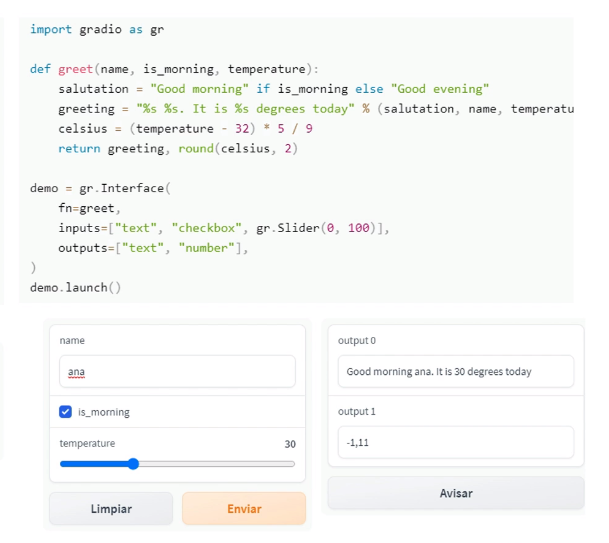 import gradio as gr
def greet(name, is_morning, temperature):
salutation = "Good morning" if is_morning else "Good evening"
greeting = "%s %s. It is %s degrees today" % (salutation, name, temperatu
celsius = (temperature - 32) * 5 / 9
return greeting, round(celsius, 2)
demo = gr.Interface(
fn=greet,
inputs=["text", "checkbox", gr.Slider(0, 100)],
outputs=["text", "number"],
)
demo.launch()
name
ana
is_morning
temperature 30
Limpiar Enviar
output 0
Good morning ana. It is 30 degrees today
output 1
-1,11
Avisar